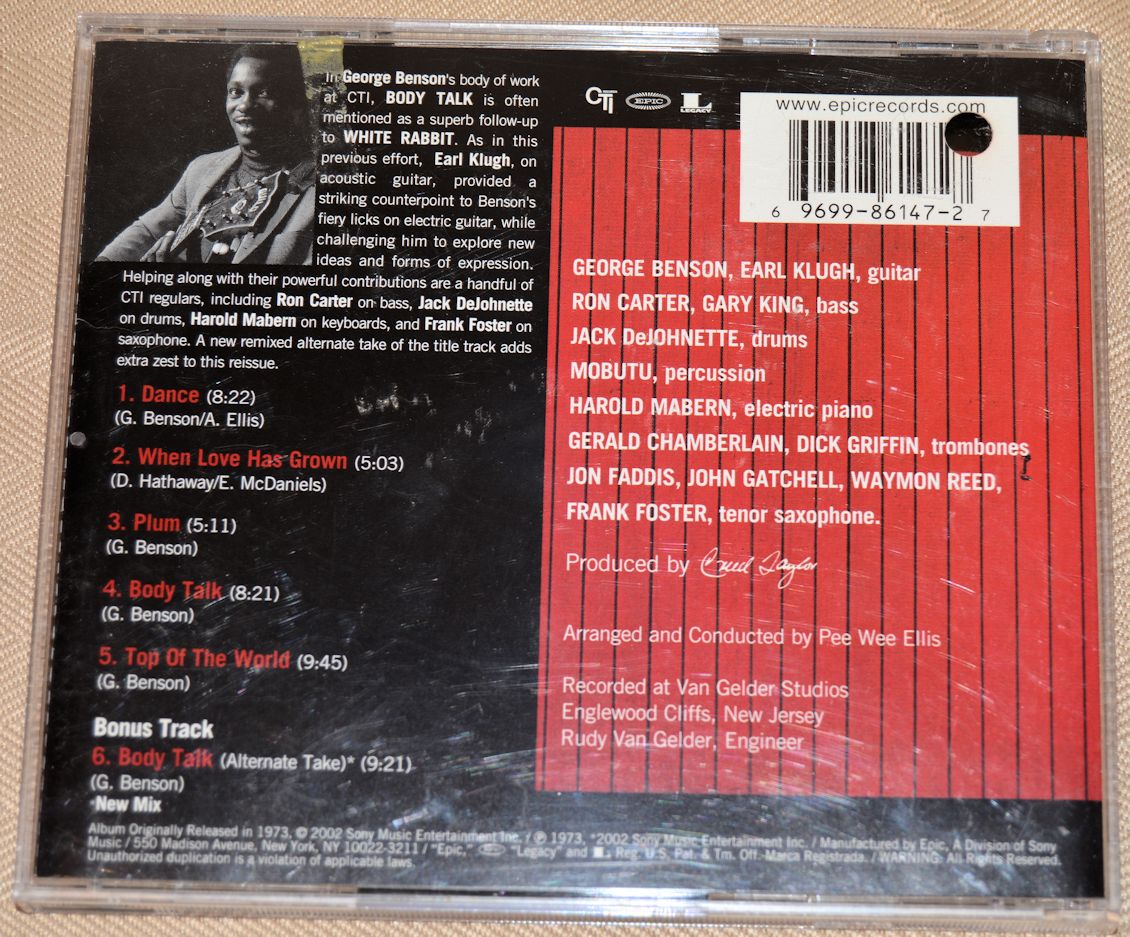 In George Benson's body of work
at CTI, BODY TALK is often
mentioned as a superb follow-up
to WHITE RABBIT. As in this
previous effort, Earl Klugh, on
acoustic guitar, provided a
striking counterpoint to Benson's
fiery licks on electric guitar, while
challenging him to explore new
ideas and forms of expression.
Helping along with their powerful contributions are a handful of
CTI regulars, including Ron Carter on bass, Jack DeJohnette
on drums, Harold Mabern on keyboards, and Frank Foster on
saxophone. A new remixed alternate take of the title track adds
extra zest to this reissue.
1. Dance (8:22)
(G. Benson/A. Ellis)
2. When Love Has Grown (5:03)
(D. Hathaway/E. McDaniels)
3. Plum (5:11)
(G. Benson)
4. Body Talk (8:21)
(G. Benson)
5. Top Of The World (9:45)
(G. Benson)
Bonus Track
6. Body Talk (Alternate Take)* (9:21)
(G. Benson)
*New Mix
CTI EPIC L LEGACY
www.epicrecords.com
6 9699-86147-2 7
GEORGE BENSON, EARL KLUGH, guitar
RON CARTER, GARY KING, bass
JACK DeJOHNETTE, drums
MOBUTU, percussion
HAROLD MABERN, electric piano
GERALD CHAMBERLAIN, DICK GRIFFIN, trombones
JON FADDIS, JOHN GATCHELL, WAYMON REED,
FRANK FOSTER, tenor saxophone.
Produced by Creed Taylor
Arranged and Conducted by Pee Wee Ellis
Recorded at Van Gelder Studios
Englewood Cliffs, New Jersey
Rudy Van Gelder, Engineer
Album Originally Released in 1973, © 2002 Sony Music Entertainment Inc. / ℗ 1973, *2002 Sony Music Entertainment Inc. / Manufactured by Epic, A Division of Sony
Music / 550 Madison Avenue, New York, NY 10022-3211 / "Epic," EPIC "Legacy" and L Reg. U.S. Pat. & Tm. Off. Marca Registrada. / WARNING: All Rights Reserved.
Unauthorized duplication is a violation of applicable laws.